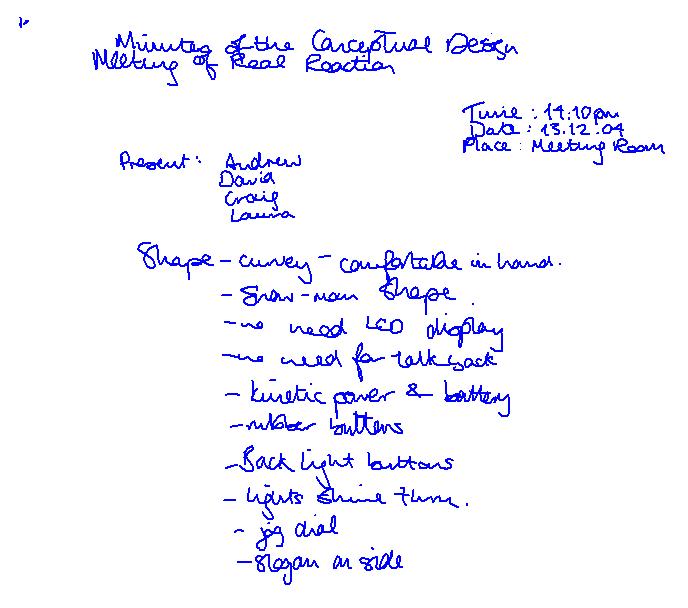 Minutes of the Conceptual Design
Meeting of Real Reaction
Time : 14:10pm
Date : 13.12.04
Place : Meeting Room
Present : Andrew
David
Craig
Laura
Shape - curvey - comfortable in hand.
- Snow-man shape.
- no need LCD display
- no need for talk back
- kinetic power & battery
- rubber buttons
- Back light buttons
- lights shine thru.
- jog dial
- slogan on side